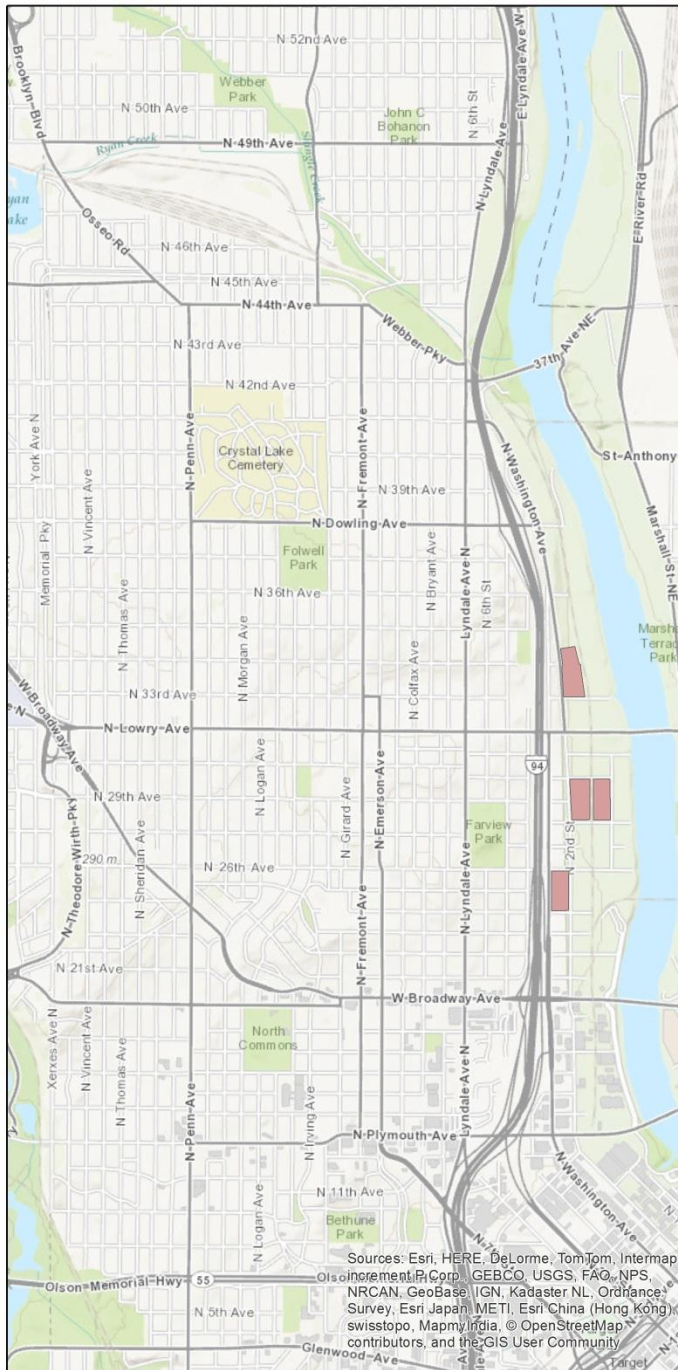 N 52nd Ave
Brooklyn Blvd
Webber
Park
E Lyndale Ave W
N 50th Ave
John C
Bohanon
Park
N 6th St
Ryan Creek
N 49th Ave
Shingle Creek
N Lyndale Ave
E River Rd
yan
ake
Osseo Rd
N 46th Ave
N 45th Ave
N 44th Ave
Webber Pky
N 43rd Ave
37th Ave NE
N 42nd Ave
York Ave N
N Penn Ave
Crystal Lake
Cemetery
N Fremont Ave
N Vincent Ave
N 39th Ave
N Washington Ave
St Anthony
N Dowling Ave
Marshall St NE
Memorial Pky
Folwell
Park
N Bryant Ave
Lyndale Ave N
N 6th St
N 36th Ave
N Thomas Ave
N Morgan Ave
N Colfax Ave
Marsh
Terrac
Park
W Broadway Ave
e N
N 33rd Ave
N Lowry Ave
94
N Logan Ave
N Girard Ave
N Emerson Ave
N 29th Ave
Farview
Park
N 2nd St
N Theodore Wirth Pky
290 m
N Sheridan Ave
N 26th Ave
N Lyndale Ave
N Fremont Ave
N 21st Ave
W Broadway Ave
Xerxes Ave N
N Vincent Ave
N Thomas Ave
North
Commons
N Penn Ave
N Irving Ave
Lyndale Ave N
N Plymouth Ave
N Washington Ave
N Logan Ave
N 11th Ave
Bethune
Park
N 7th
Olson Memorial Hwy
55
Olso
N 5th Ave
Glenwood Ave
Target
Sources: Esri, HERE, DeLorme, TomTom, Intermap,
increment P Corp., GEBCO, USGS, FAO, NPS,
NRCAN, GeoBase, IGN, Kadaster NL, Ordnance
Survey, Esri Japan, METI, Esri China (Hong Kong),
swisstopo, MapmyIndia, © OpenStreetMap
contributors, and the GIS User Community